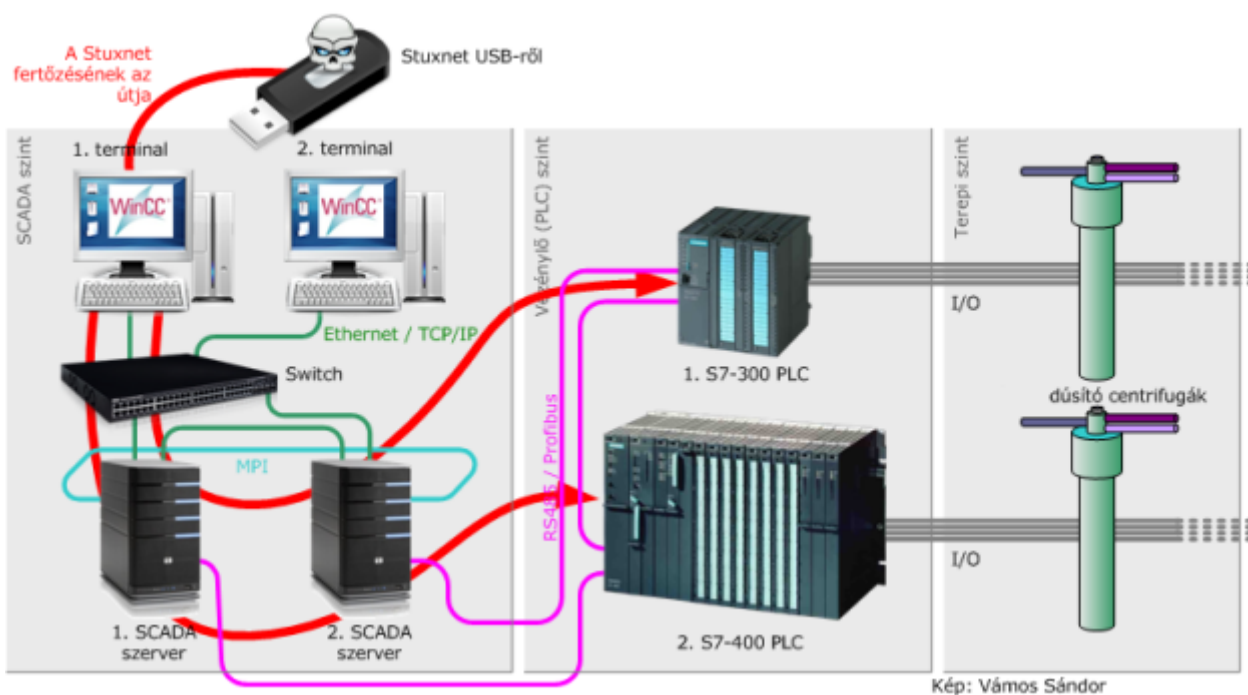 A Stuxnet
fertőzésének az
útja
Stuxnet USB-ről
SCADA szint
1. terminal
2. terminal
WinCC
WinCC
Ethernet / TCP/IP
Switch
MPI
1. SCADA
szerver
2. SCADA
szerver
Vezénylő (PLC) szint
RS485 / Profibus
1. S7-300 PLC
2. S7-400 PLC
Terepi szint
I/O
dúsító centrifugák
I/O
Kép: Vámos Sándor